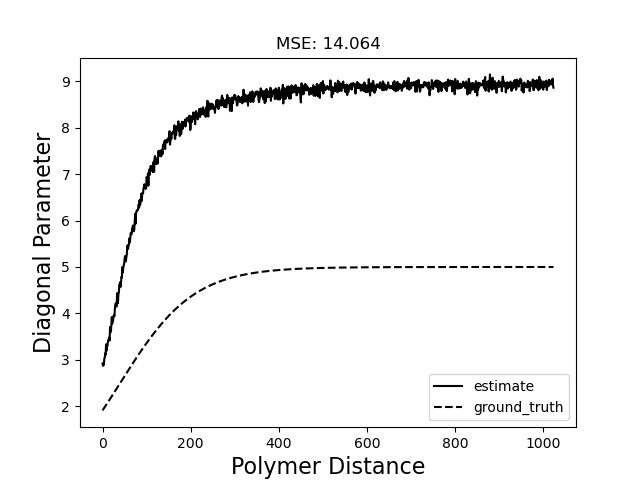 MSE: 14.064
Diagonal Parameter
9
8
7
6
5
4
3
2
estimate
ground_truth
0 200 400 600 800 1000
Polymer Distance